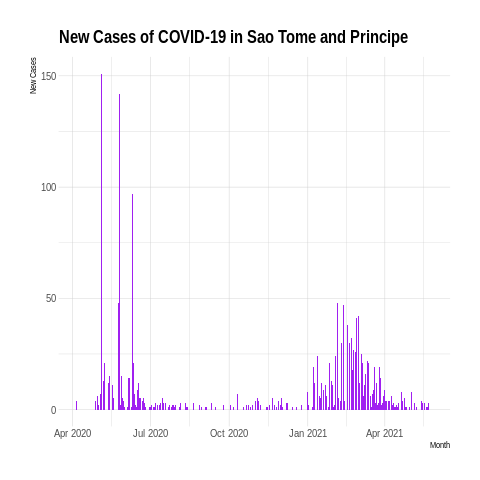 New Cases of COVID-19 in Sao Tome and Principe
New Cases
150
100
50
0
Apr 2020
Jul 2020
Oct 2020
Jan 2021
Apr 2021
Month